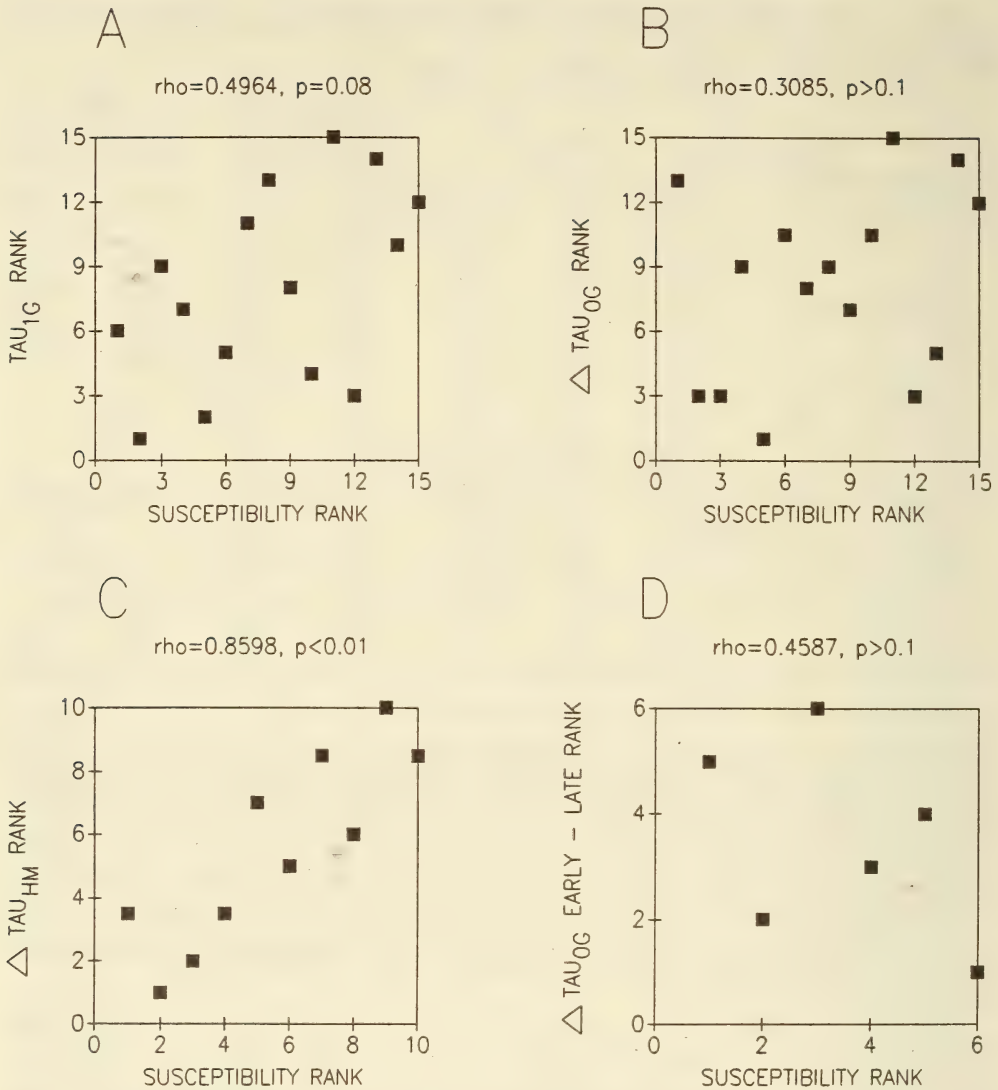 A
rho=0.4964, p=0.08
TAU1G RANK
15
12
9
6
3
0
0 3 6 9 12 15
SUSCEPTIBILITY RANK
B
rho=0.3085, p>0.1
△ TAU0G RANK
15
12
9
6
3
0
0 3 6 9 12 15
SUSCEPTIBILITY RANK
C
rho=0.8598, p<0.01
△ TAUHM RANK
10
8
6
4
2
0
0 2 4 6 8 10
SUSCEPTIBILITY RANK
D
rho=0.4587, p>0.1
△ TAU0G EARLY - LATE RANK
6
4
2
0
0 2 4 6
SUSCEPTIBILITY RANK